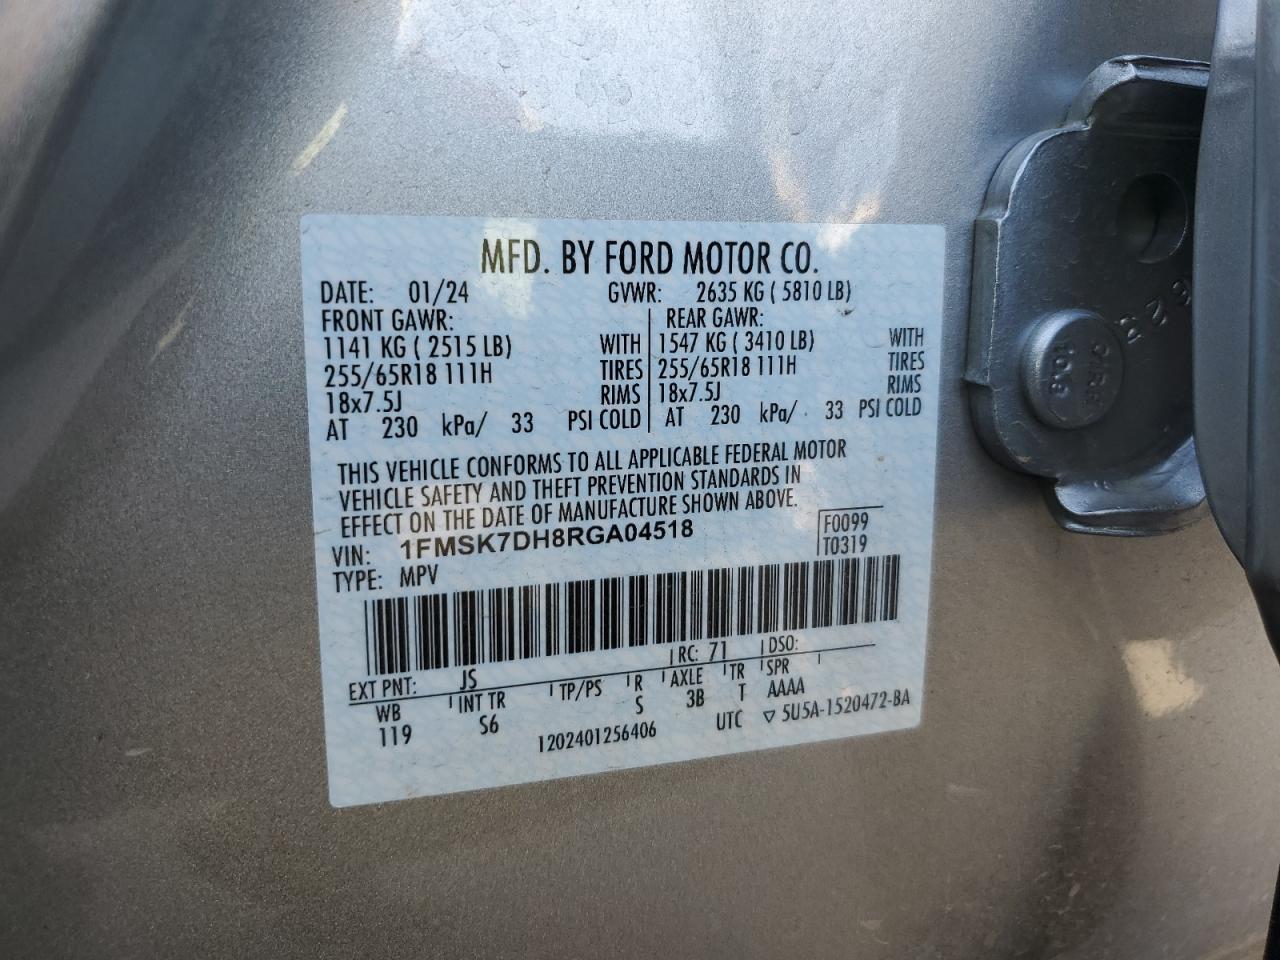 MFD. BY FORD MOTOR CO.
DATE: 01/24 GVWR: 2635 KG ( 5810 LB)
FRONT GAWR: REAR GAWR:
1141 KG ( 2515 LB) WITH 1547 KG ( 3410 LB) WITH
255/65R18 111H TIRES 255/65R18 111H TIRES
18x7.5J RIMS 18x7.5J RIMS
AT 230 kPa/ 33 PSI COLD AT 230 kPa/ 33 PSI COLD
THIS VEHICLE CONFORMS TO ALL APPLICABLE FEDERAL MOTOR
VEHICLE SAFETY AND THEFT PREVENTION STANDARDS IN
EFFECT ON THE DATE OF MANUFACTURE SHOWN ABOVE.
VIN: 1FMSK7DH8RGA04518 F0099
TYPE: MPV T0319
EXT PNT: JS RC: 71 DSO:
WB INT TR TP/PS R AXLE TR SPR
119 S6 S 3B T AAAA
1202401256406 UTC ▽ 5U5A-1520472-BA
10.8